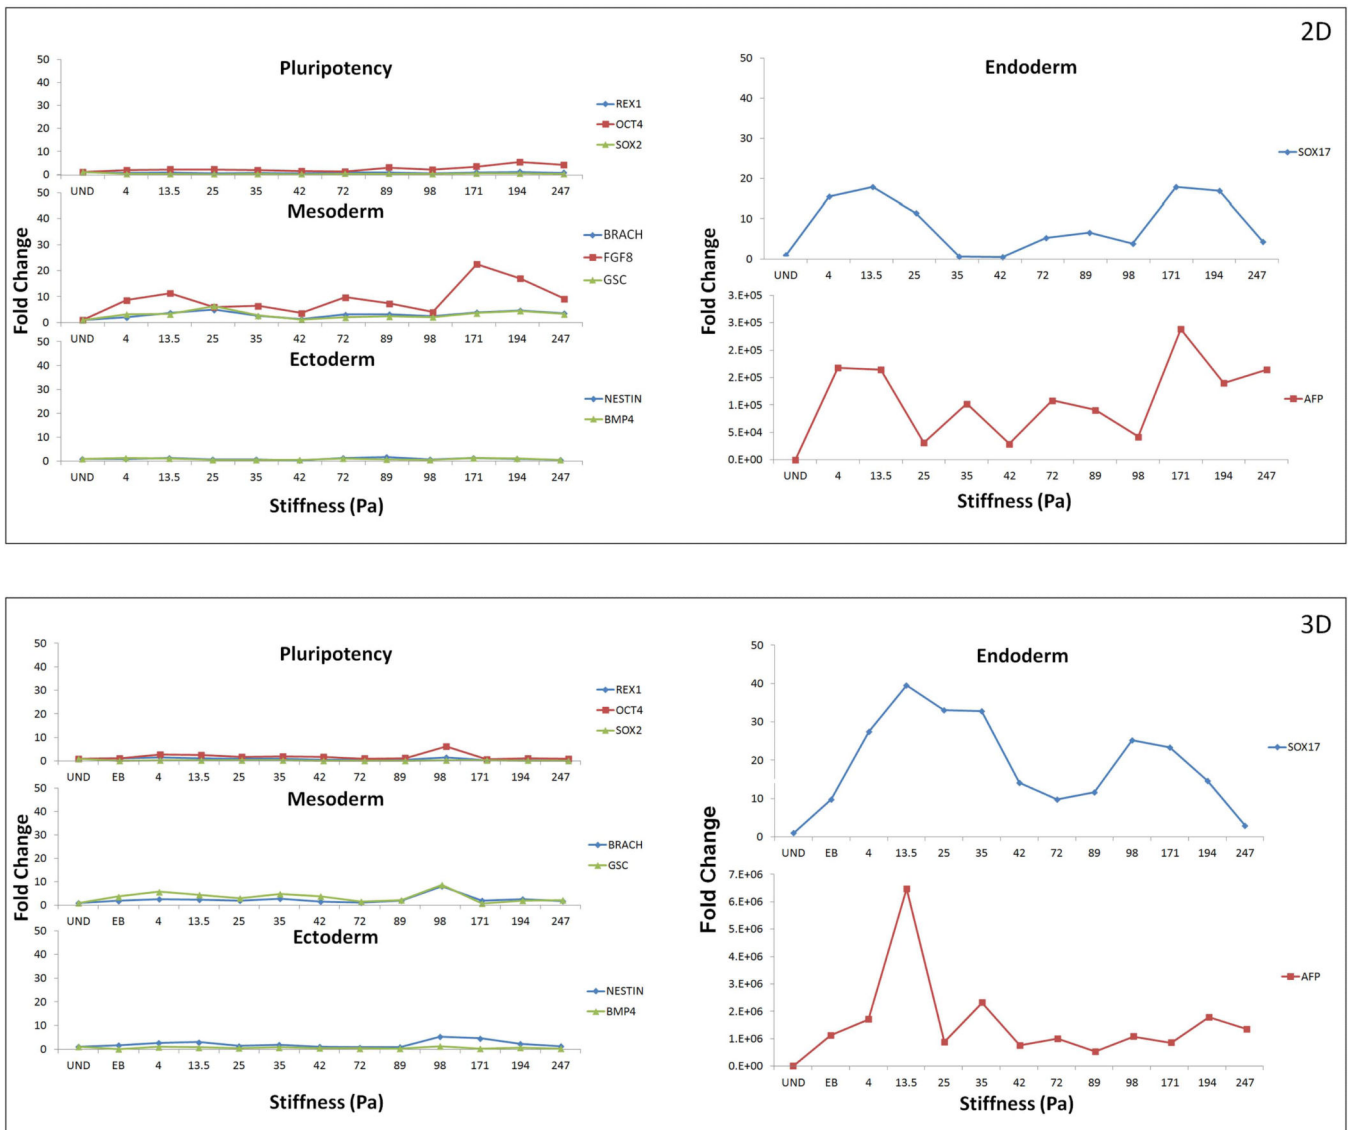 2D
Pluripotency
50
40
30
20
10
0
UND 4 13.5 25 35 42 72 89 98 171 194 247
REX1
OCT4
SOX2
Mesoderm
50
40
30
20
10
0
UND 4 13.5 25 35 42 72 89 98 171 194 247
BRACH
FGF8
GSC
Ectoderm
50
40
30
20
10
0
UND 4 13.5 25 35 42 72 89 98 171 194 247
NESTIN
BMP4
Fold Change
Stiffness (Pa)
Endoderm
50
40
30
20
10
0
UND 4 13.5 25 35 42 72 89 98 171 194 247
SOX17
Fold Change
3.E+05
3.E+05
2.E+05
2.E+05
1.E+05
5.E+04
0.E+00
UND 4 13.5 25 35 42 72 89 98 171 194 247
AFP
Stiffness (Pa)
3D
Pluripotency
50
40
30
20
10
0
UND EB 4 13.5 25 35 42 72 89 98 171 194 247
REX1
OCT4
SOX2
Mesoderm
50
40
30
20
10
0
UND EB 4 13.5 25 35 42 72 89 98 171 194 247
BRACH
GSC
Ectoderm
50
40
30
20
10
0
UND EB 4 13.5 25 35 42 72 89 98 171 194 247
NESTIN
BMP4
Fold Change
Stiffness (Pa)
Endoderm
50
40
30
20
10
0
UND EB 4 13.5 25 35 42 72 89 98 171 194 247
SOX17
Fold Change
7.E+06
6.E+06
5.E+06
4.E+06
3.E+06
2.E+06
1.E+06
0.E+00
UND EB 4 13.5 25 35 42 72 89 98 171 194 247
AFP
Stiffness (Pa)